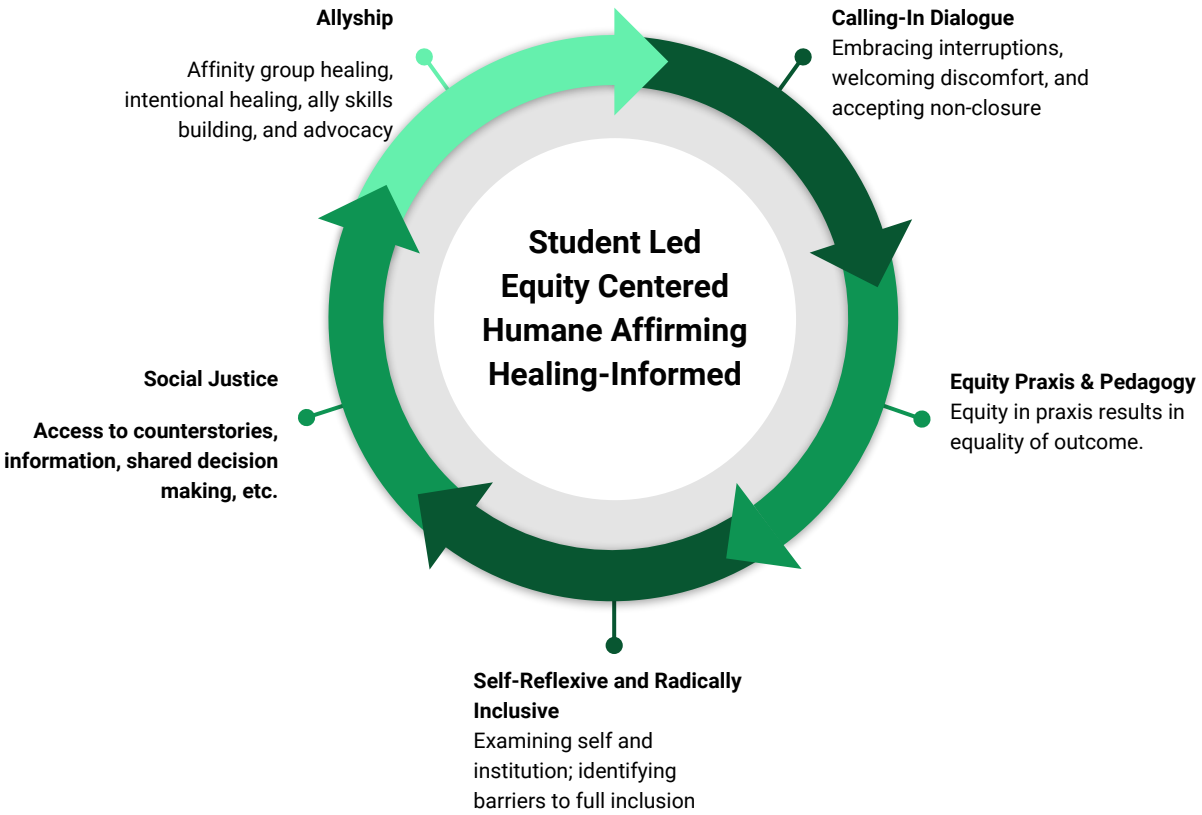 Allyship
Affinity group healing,
intentional healing, ally skills
building, and advocacy
Calling-In Dialogue
Embracing interruptions,
welcoming discomfort, and
accepting non-closure
Student Led
Equity Centered
Humane Affirming
Healing-Informed
Social Justice
Access to counterstories,
information, shared decision
making, etc.
Equity Praxis & Pedagogy
Equity in praxis results in
equality of outcome.
Self-Reflexive and Radically
Inclusive
Examining self and
institution; identifying
barriers to full inclusion